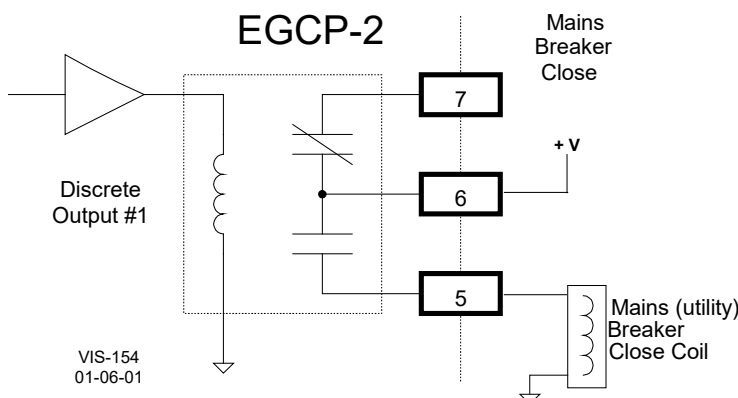 EGCP-2
Mains
Breaker
Close
7
+ V
6
Discrete
Output #1
5
Mains (utility)
Breaker
Close Coil
VIS-154
01-06-01